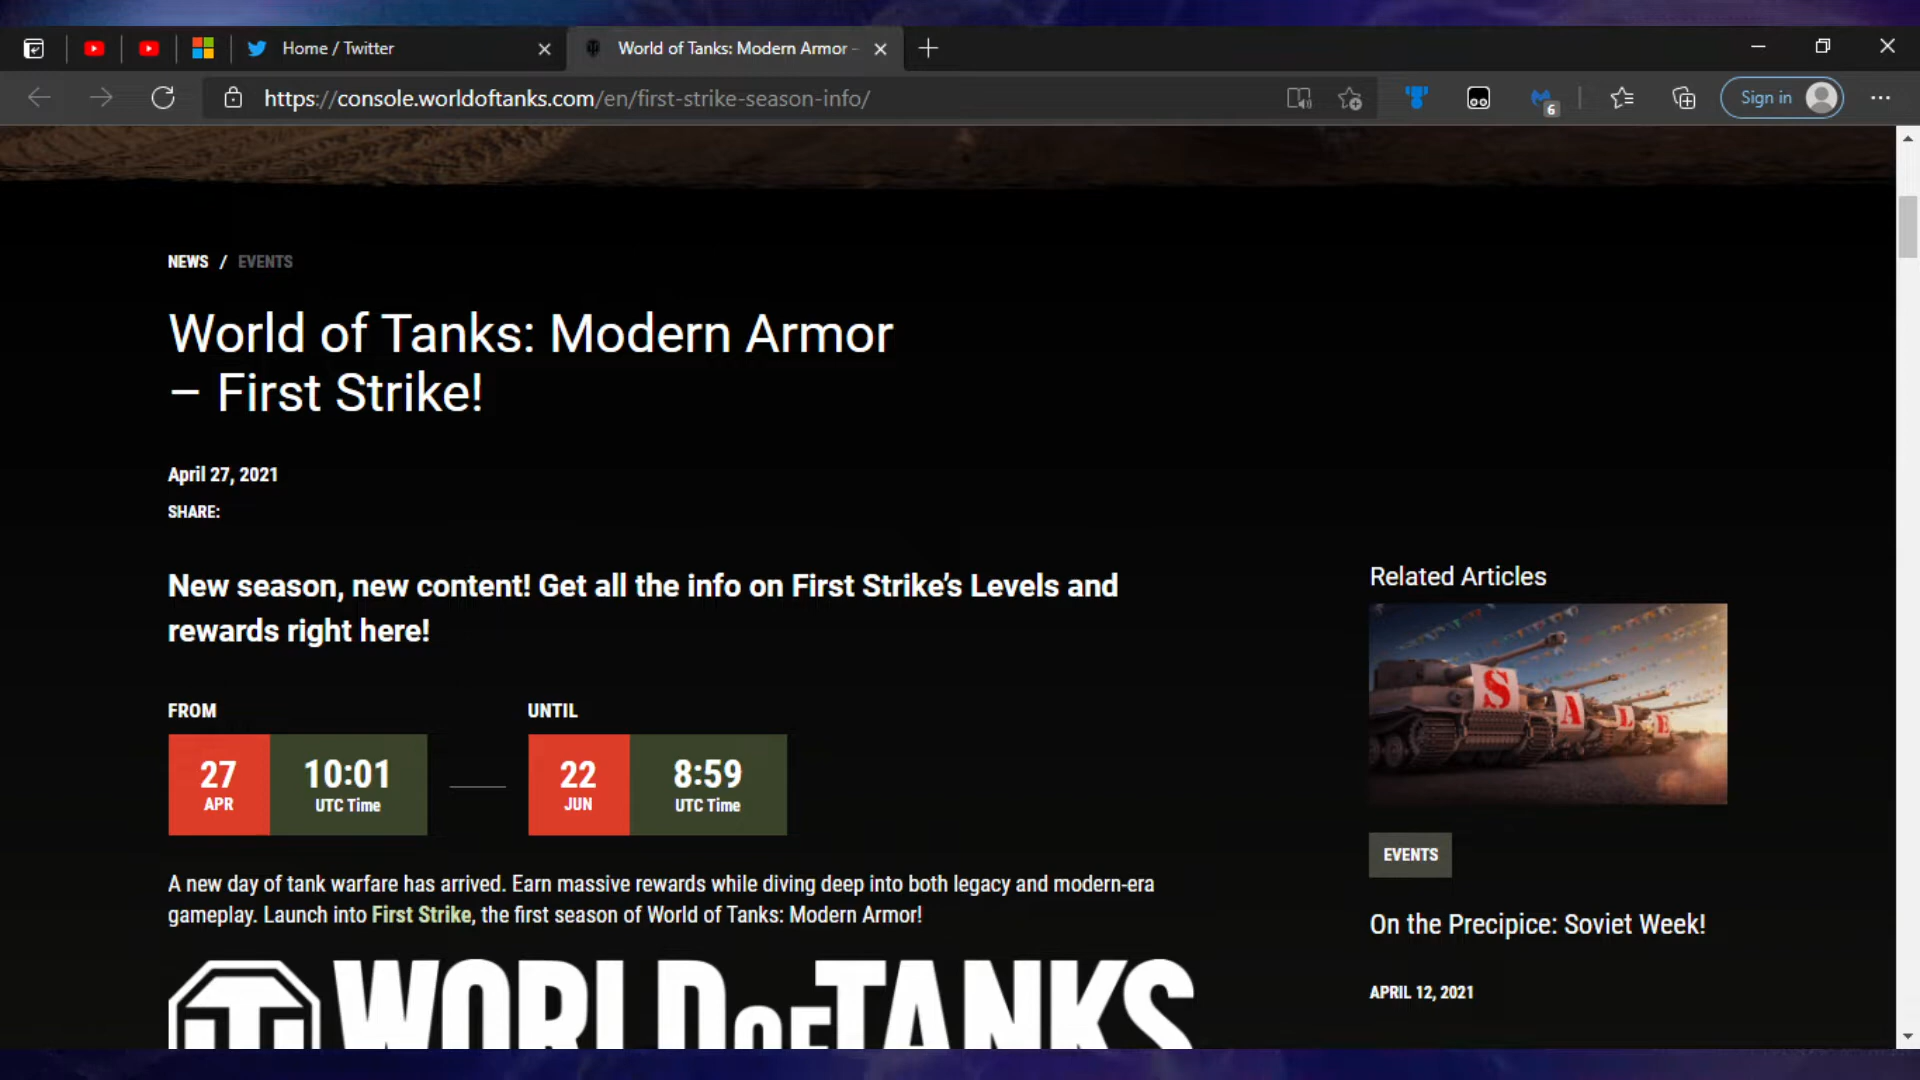 Home / Twitter
World of Tanks: Modern Armor -
https://console.worldoftanks.com/en/first-strike-season-info/
6
Sign in
NEWS / EVENTS
World of Tanks: Modern Armor
– First Strike!
April 27, 2021
SHARE:
New season, new content! Get all the info on First Strike’s Levels and
rewards right here!
FROM
27
APR
10:01
UTC Time
UNTIL
22
JUN
8:59
UTC Time
A new day of tank warfare has arrived. Earn massive rewards while diving deep into both legacy and modern-era
gameplay. Launch into First Strike, the first season of World of Tanks: Modern Armor!
WORLD OF TANKS
Related Articles
SALE
EVENTS
On the Precipice: Soviet Week!
APRIL 12, 2021